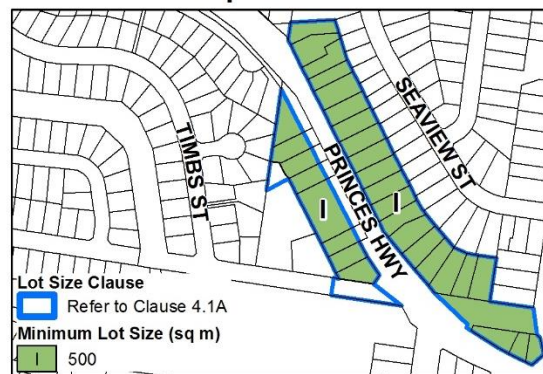 SEAVIEW ST
TIMBS ST
PRINCES HWY
I
I
Lot Size Clause
Refer to Clause 4.1A
Minimum Lot Size (sq m)
I 500